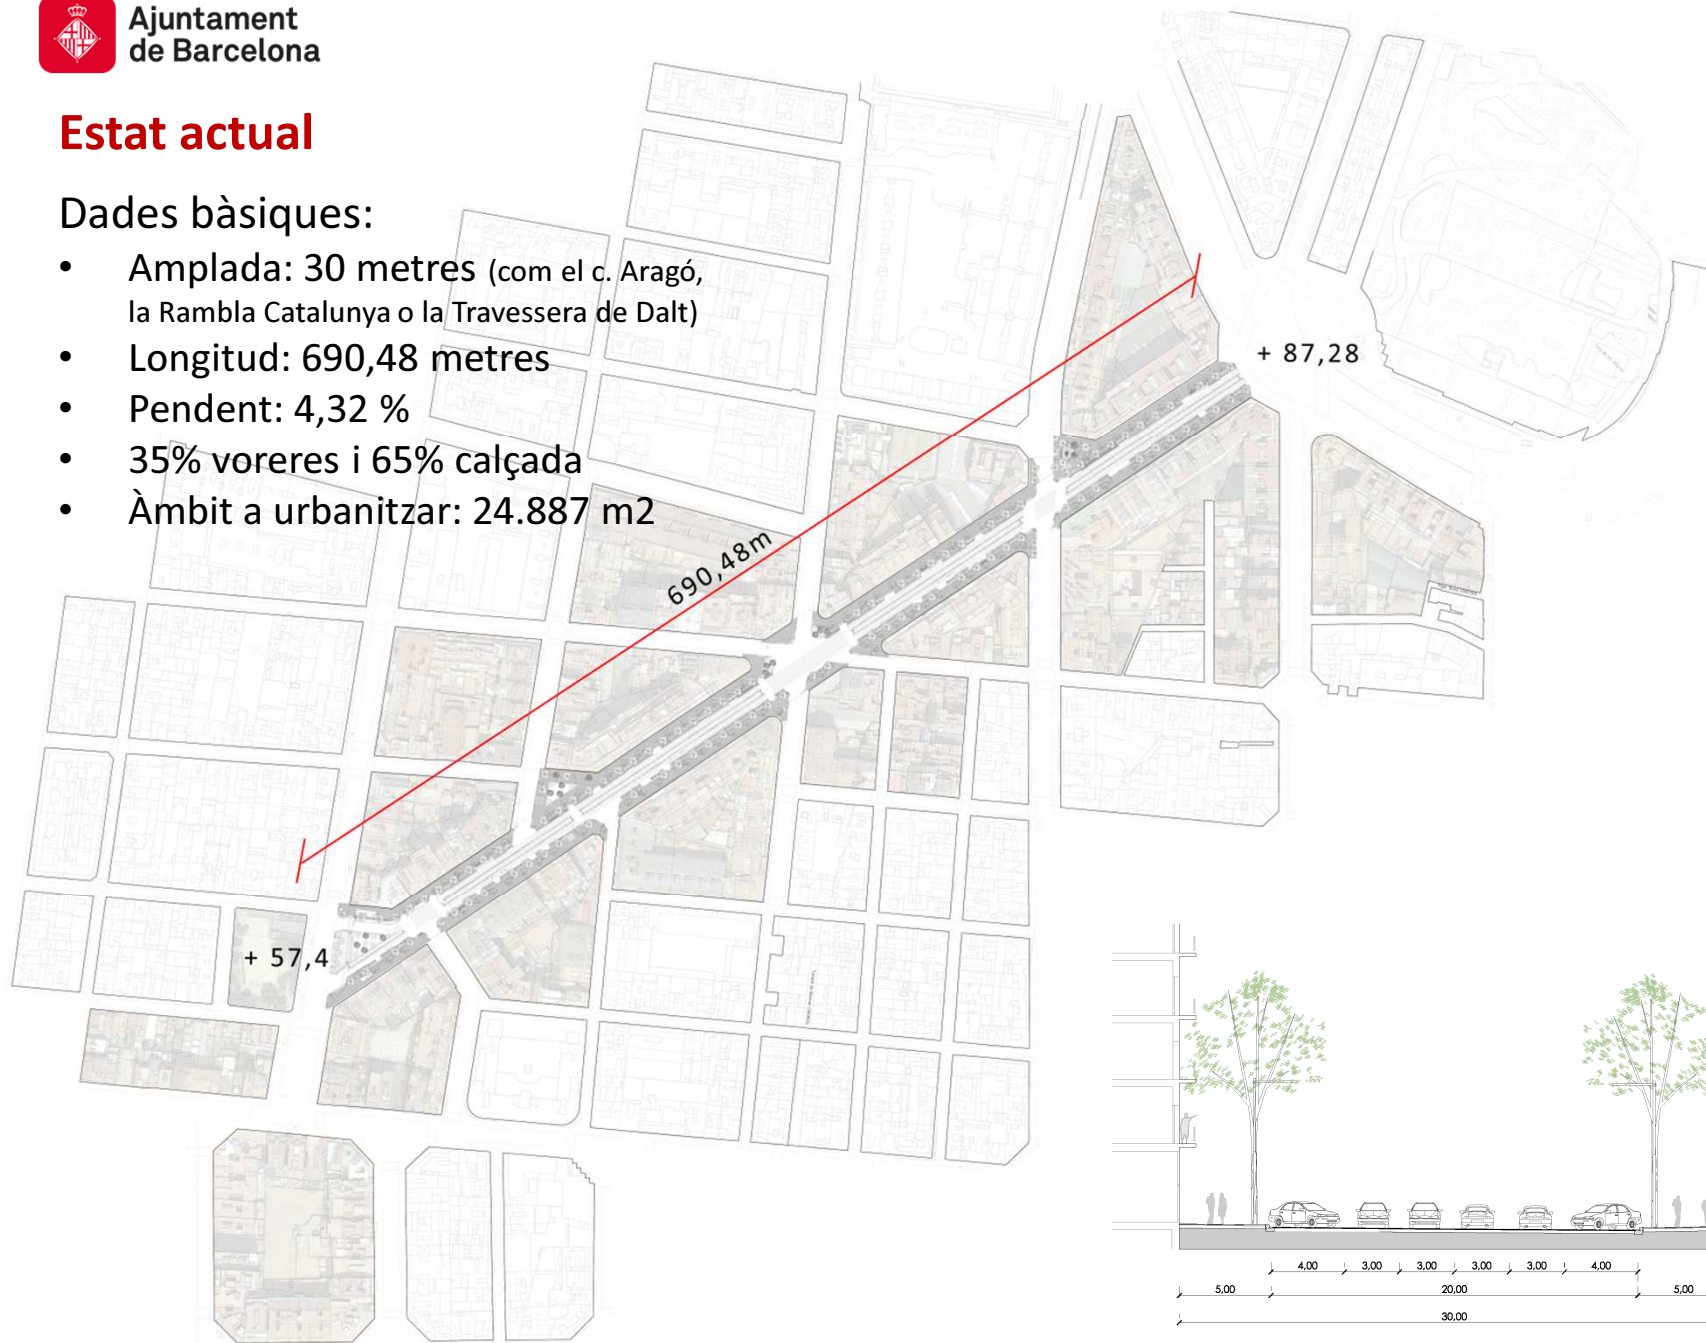 Ajuntament
de Barcelona
Estat actual
Dades bàsiques:
• Amplada: 30 metres (com el c. Aragó,
la Rambla Catalunya o la Travessera de Dalt)
• Longitud: 690,48 metres
• Pendent: 4,32 %
• 35% voreres i 65% calçada
• Àmbit a urbanitzar: 24.887 m2
+ 87,28
690,48m
+ 57,4
4,00 3,00 3,00 3,00 3,00 4,00
5,00 20,00 5,00
30,00